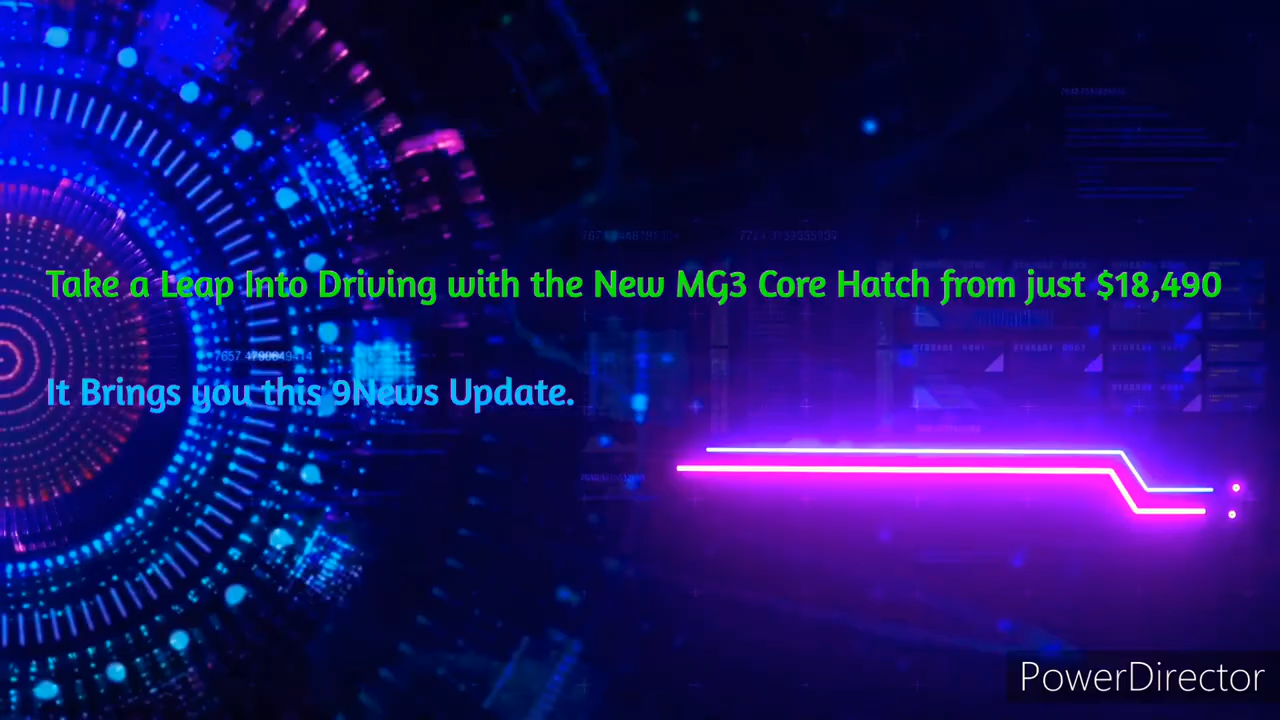 Take a Leap Into Driving with the New MG3 Core Hatch from just $18,490
It Brings you this 9News Update.
PowerDirector